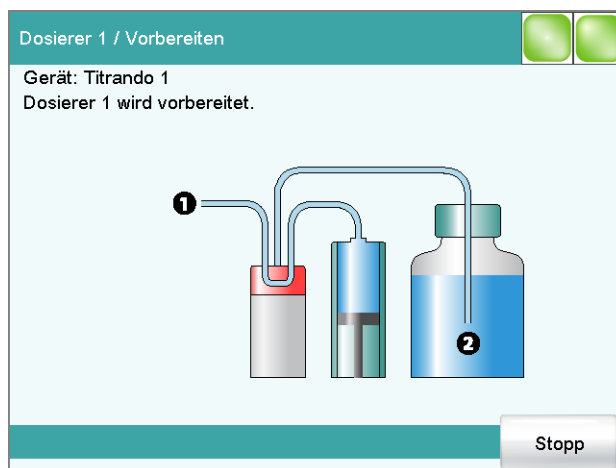 Dosierer 1 / Vorbereiten
Gerät: Titrando 1
Dosierer 1 wird vorbereitet.
1
2
Stopp